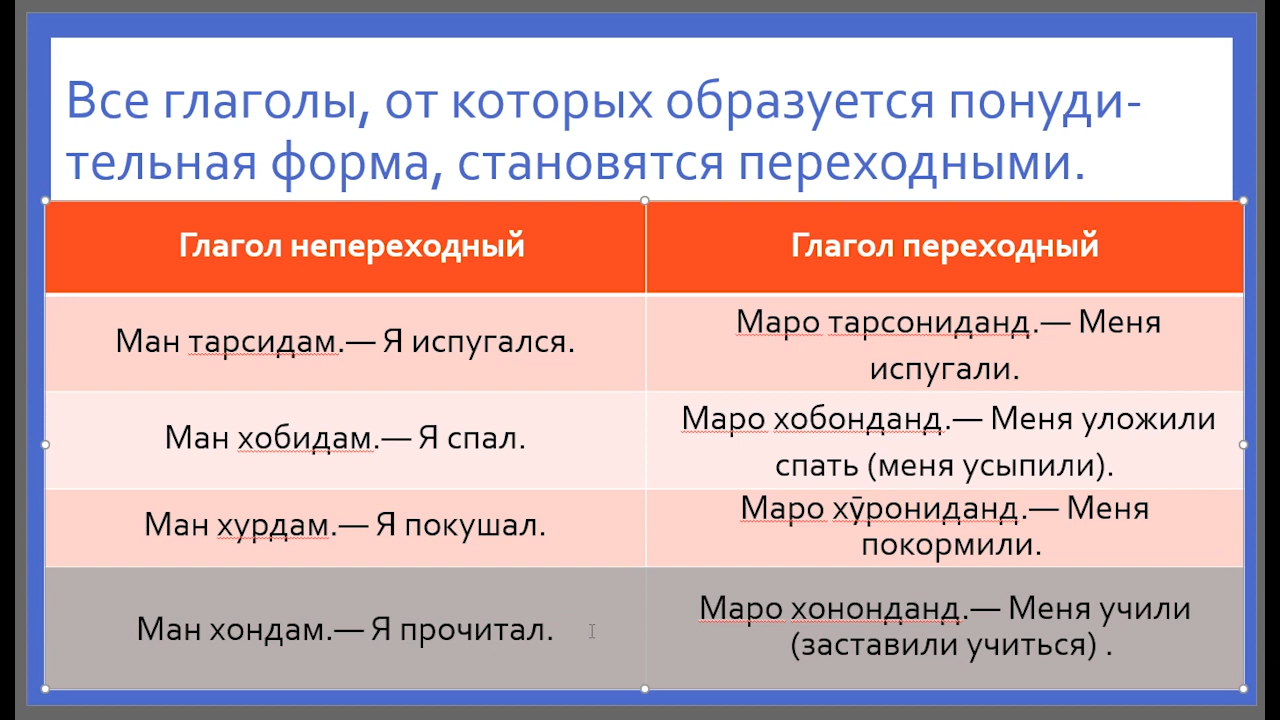 Все глаголы, от которых образуется понуди-
тельная форма, становятся переходными.
Глагол непереходный
Глагол переходный
Ман тарсидам.— Я испугался.
Маро тарсониданд.— Меня
испугали.
Ман хобидам.— Я спал.
Маро хобонданд.— Меня уложили
спать (меня усыпили).
Ман хурдам.— Я покушал.
Маро хӯрониданд.— Меня
покормили.
Ман хондам.— Я прочитал.
Маро хононданд.— Меня учили
(заставили учиться) .